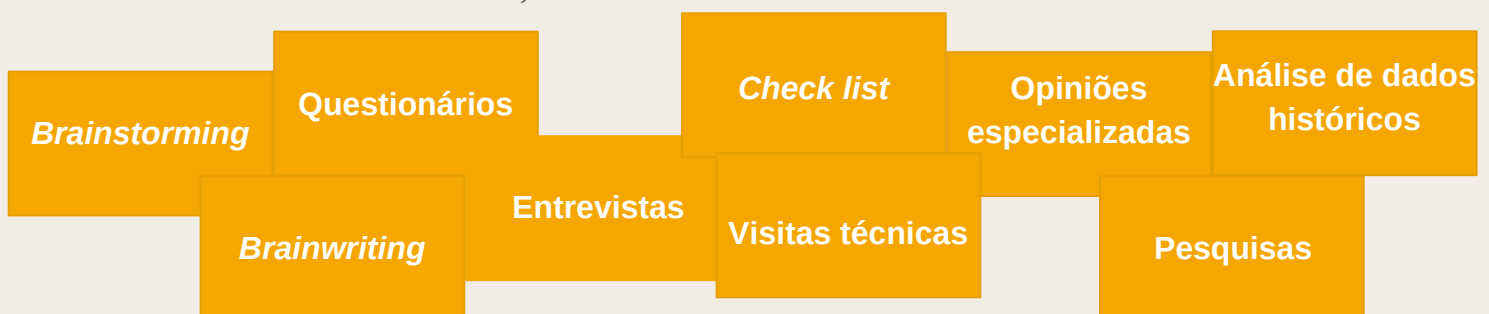 Brainstorming
Questionários
Brainwriting
Entrevistas
Check list
Visitas técnicas
Opiniões
especializadas
Análise de dados
históricos
Pesquisas